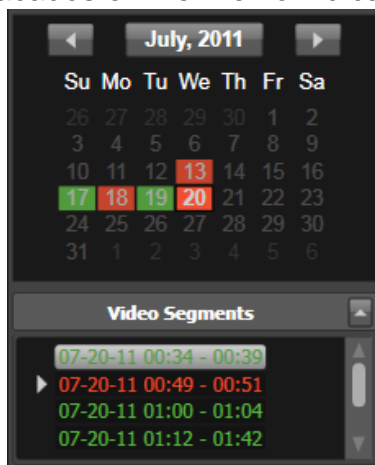 July, 2011
Su Mo Tu We Th Fr Sa
26 27 28 29 30 1 2
3 4 5 6 7 8 9
10 11 12 13 14 15 16
17 18 19 20 21 22 23
24 25 26 27 28 29 30
31 1 2 3 4 5 6
Video Segments
07-20-11 00:34 - 00:39
07-20-11 00:49 - 00:51
07-20-11 01:00 - 01:04
07-20-11 01:12 - 01:42